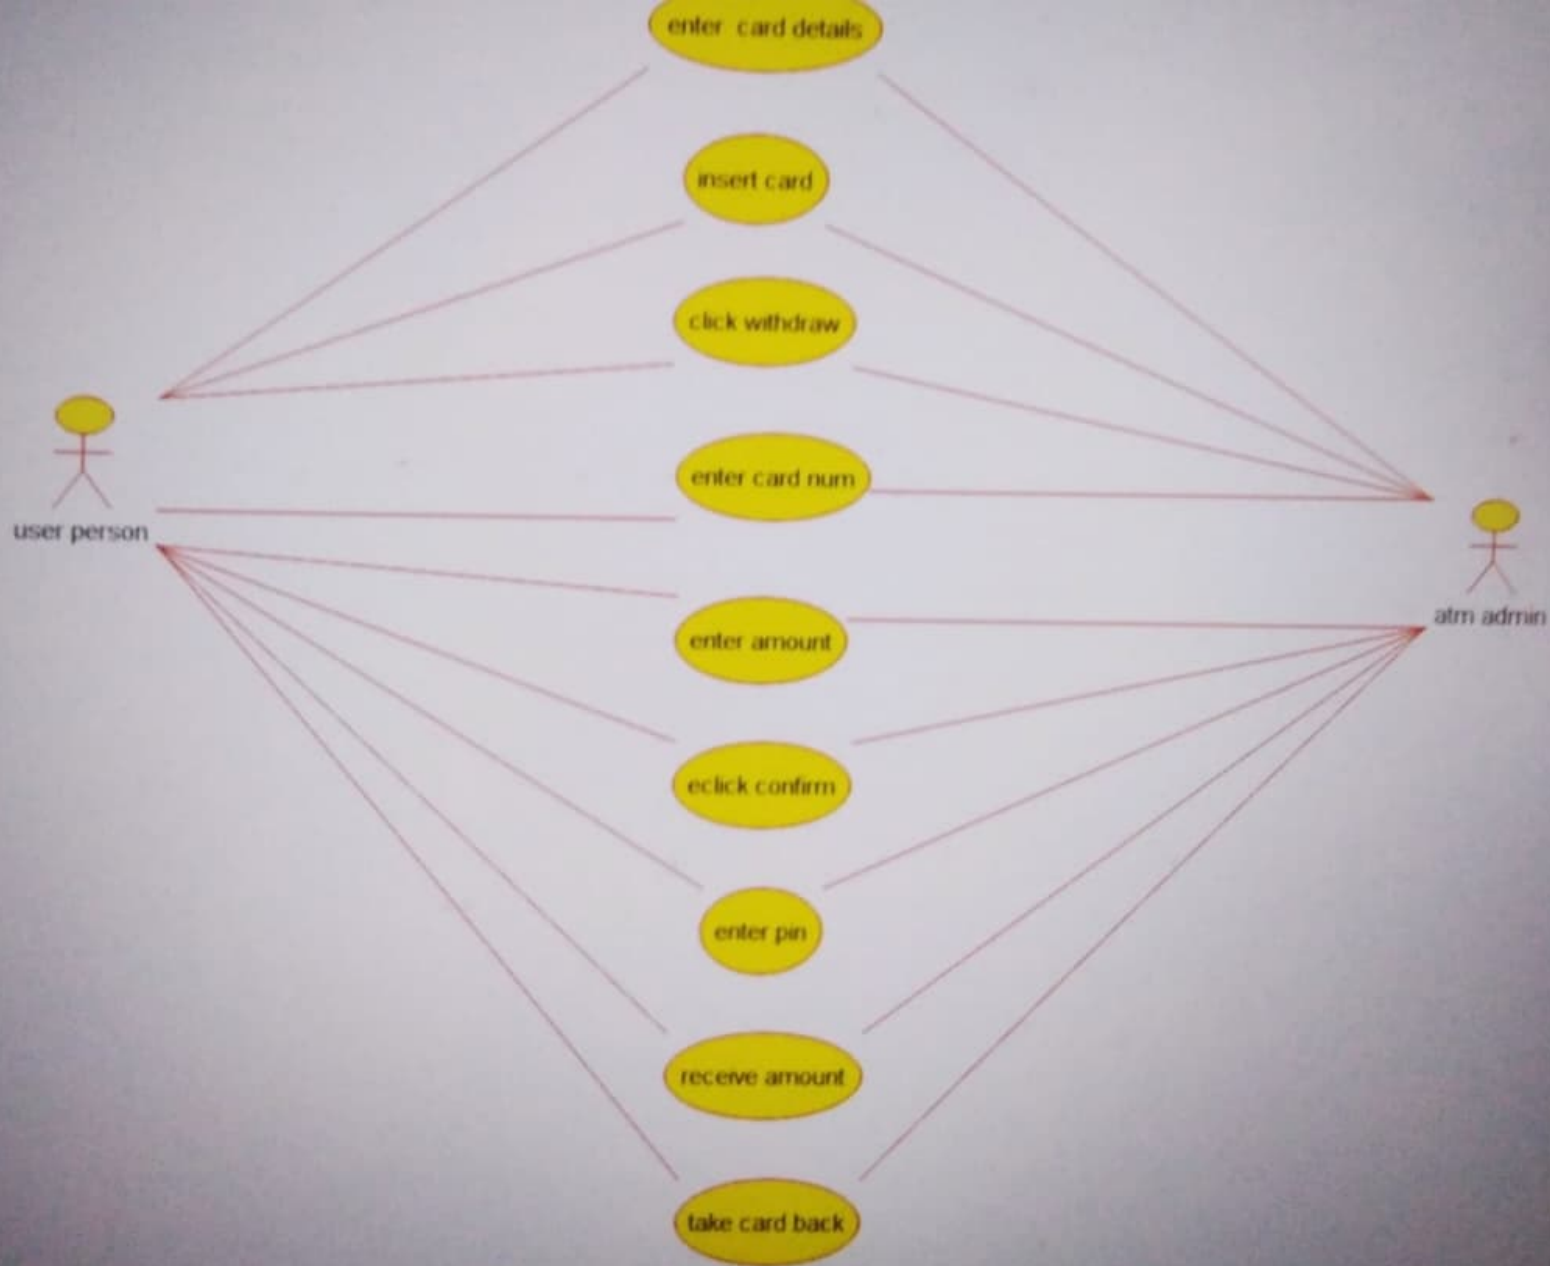 enter card details
insert card
click withdraw
enter card num
user person
atm admin
enter amount
eclick confirm
enter pin
receive amount
take card back